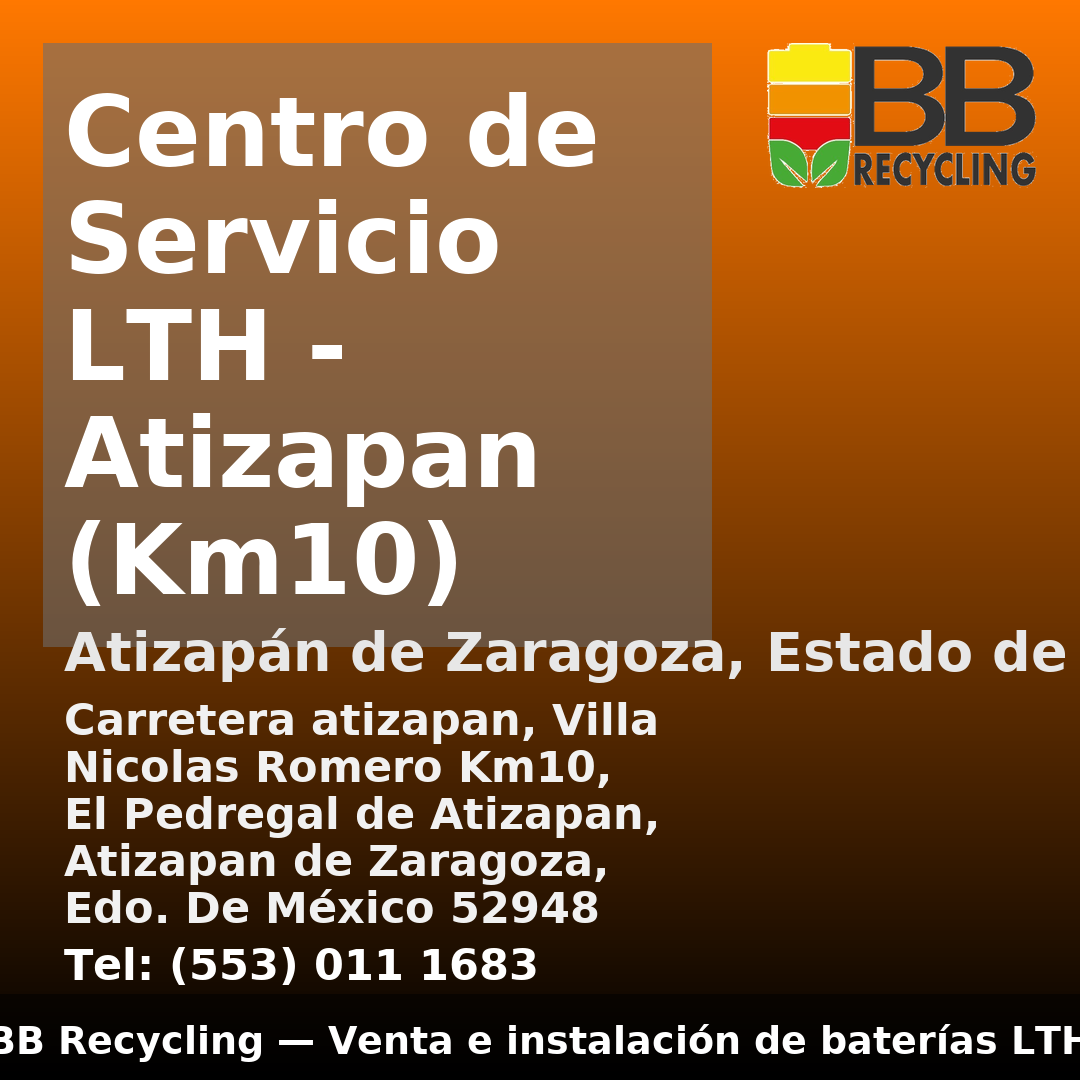 Centro de
Servicio
LTH -
Atizapan
(Km10)
BB
RECYCLING
Atizapán de Zaragoza, Estado de
Carretera atizapan, Villa
Nicolas Romero Km10,
El Pedregal de Atizapan,
Atizapan de Zaragoza,
Edo. De México 52948
Tel: (553) 011 1683
BB Recycling — Venta e instalación de baterías LTH